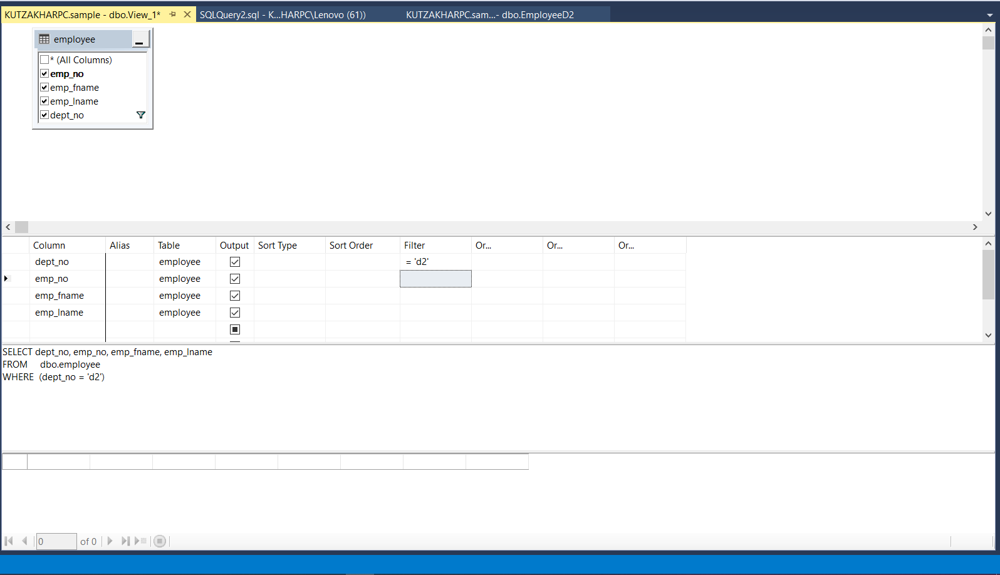 KUTZAKHARPC.sample - dbo.View_1* SQLQuery2.sql - K...HARPC\Lenovo (61)) KUTZAKHARPC.sam...- dbo.EmployeeD2
employee
* (All Columns)
emp_no
emp_fname
emp_lname
dept_no
Column Alias Table Output Sort Type Sort Order Filter Or... Or... Or...
dept_no employee = 'd2'
emp_no employee
emp_fname employee
emp_lname employee
SELECT dept_no, emp_no, emp_fname, emp_lname
FROM dbo.employee
WHERE (dept_no = 'd2')
0 of 0